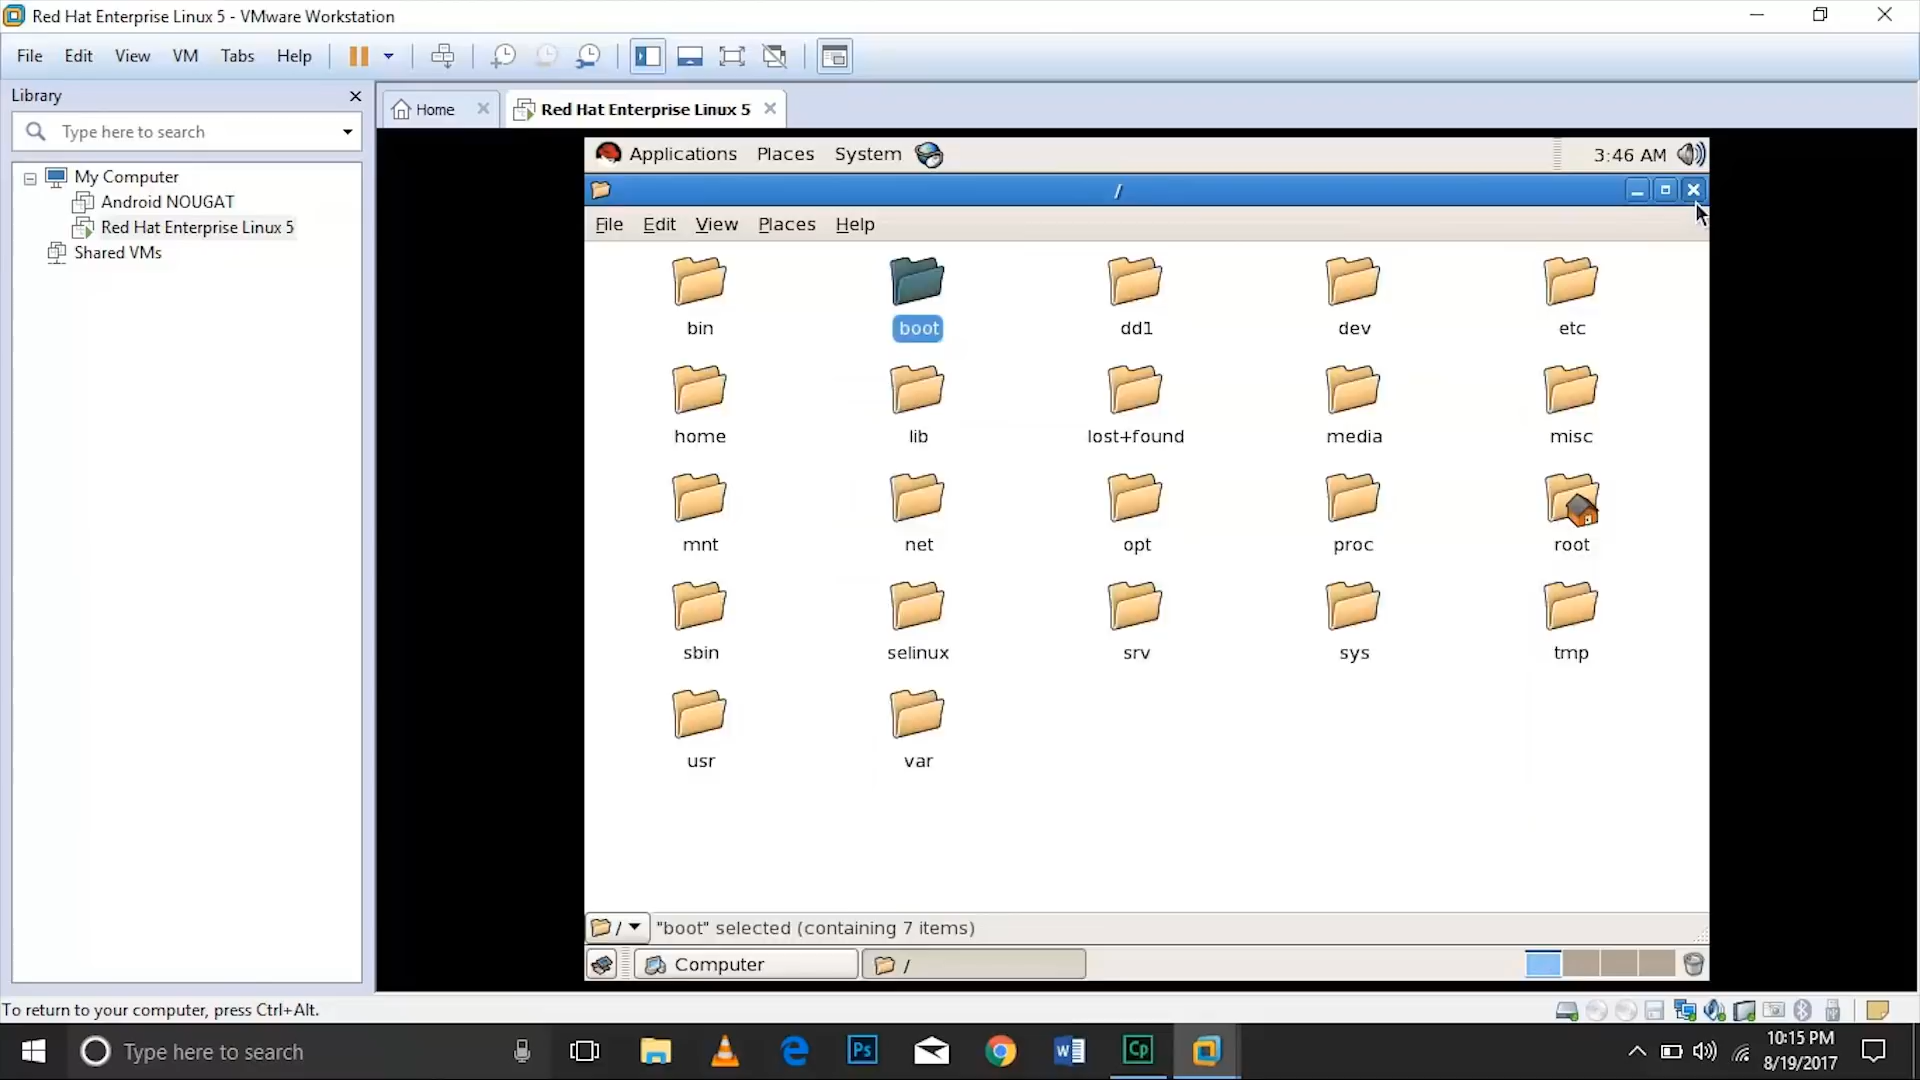 Red Hat Enterprise Linux 5 - VMware Workstation
File Edit View VM Tabs Help
Library
Type here to search
My Computer
Android NOUGAT
Red Hat Enterprise Linux 5
Shared VMs
Home
Red Hat Enterprise Linux 5
Applications Places System
3:46 AM
/
File Edit View Places Help
bin boot dd1 dev etc
home lib lost+found media misc
mnt net opt proc root
sbin selinux srv sys tmp
usr var
/ "boot" selected (containing 7 items)
Computer /
To return to your computer, press Ctrl+Alt.
Type here to search
Ps
Cp
10:15 PM
8/19/2017